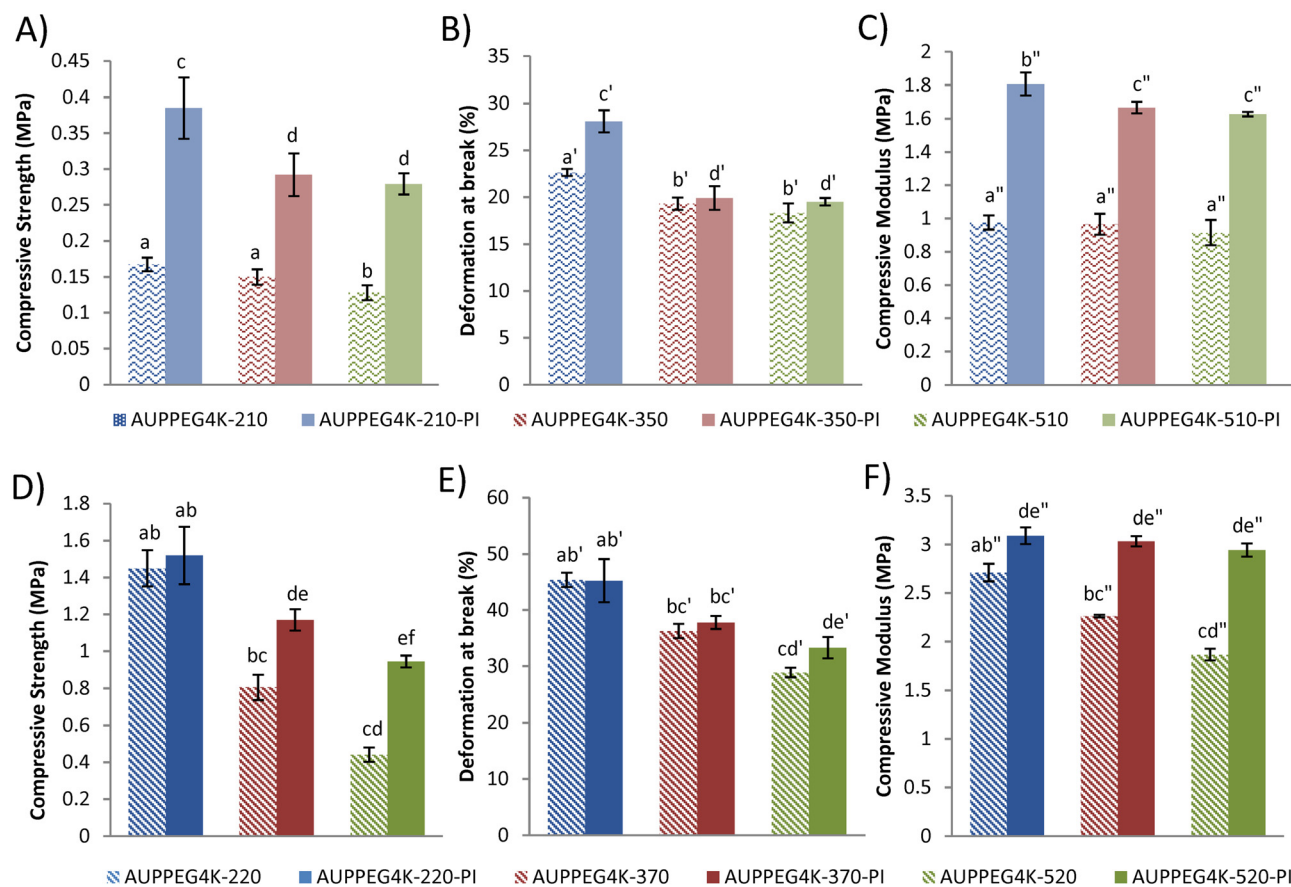 A)
Compressive Strength (MPa)
0.45
0.4
0.35
0.3
0.25
0.2
0.15
0.1
0.05
0
a
c
a
d
b
d
B)
Deformation at break (%)
35
30
25
20
15
10
5
0
a'
c'
b'
d'
b'
d'
C)
Compressive Modulus (MPa)
2
1.8
1.6
1.4
1.2
1
0.8
0.6
0.4
0.2
0
a"
b"
a"
c"
a"
c"
AUPPEG4K-210 AUPPEG4K-210-PI AUPPEG4K-350 AUPPEG4K-350-PI AUPPEG4K-510 AUPPEG4K-510-PI
D)
Compressive Strength (MPa)
1.8
1.6
1.4
1.2
1
0.8
0.6
0.4
0.2
0
ab
ab
bc
de
cd
ef
E)
Deformation at break (%)
60
50
40
30
20
10
0
ab'
ab'
bc'
bc'
cd'
de'
F)
Compressive Modulus (MPa)
3.5
3
2.5
2
1.5
1
0.5
0
ab"
de"
bc"
de"
cd"
de"
AUPPEG4K-220 AUPPEG4K-220-PI AUPPEG4K-370 AUPPEG4K-370-PI AUPPEG4K-520 AUPPEG4K-520-PI